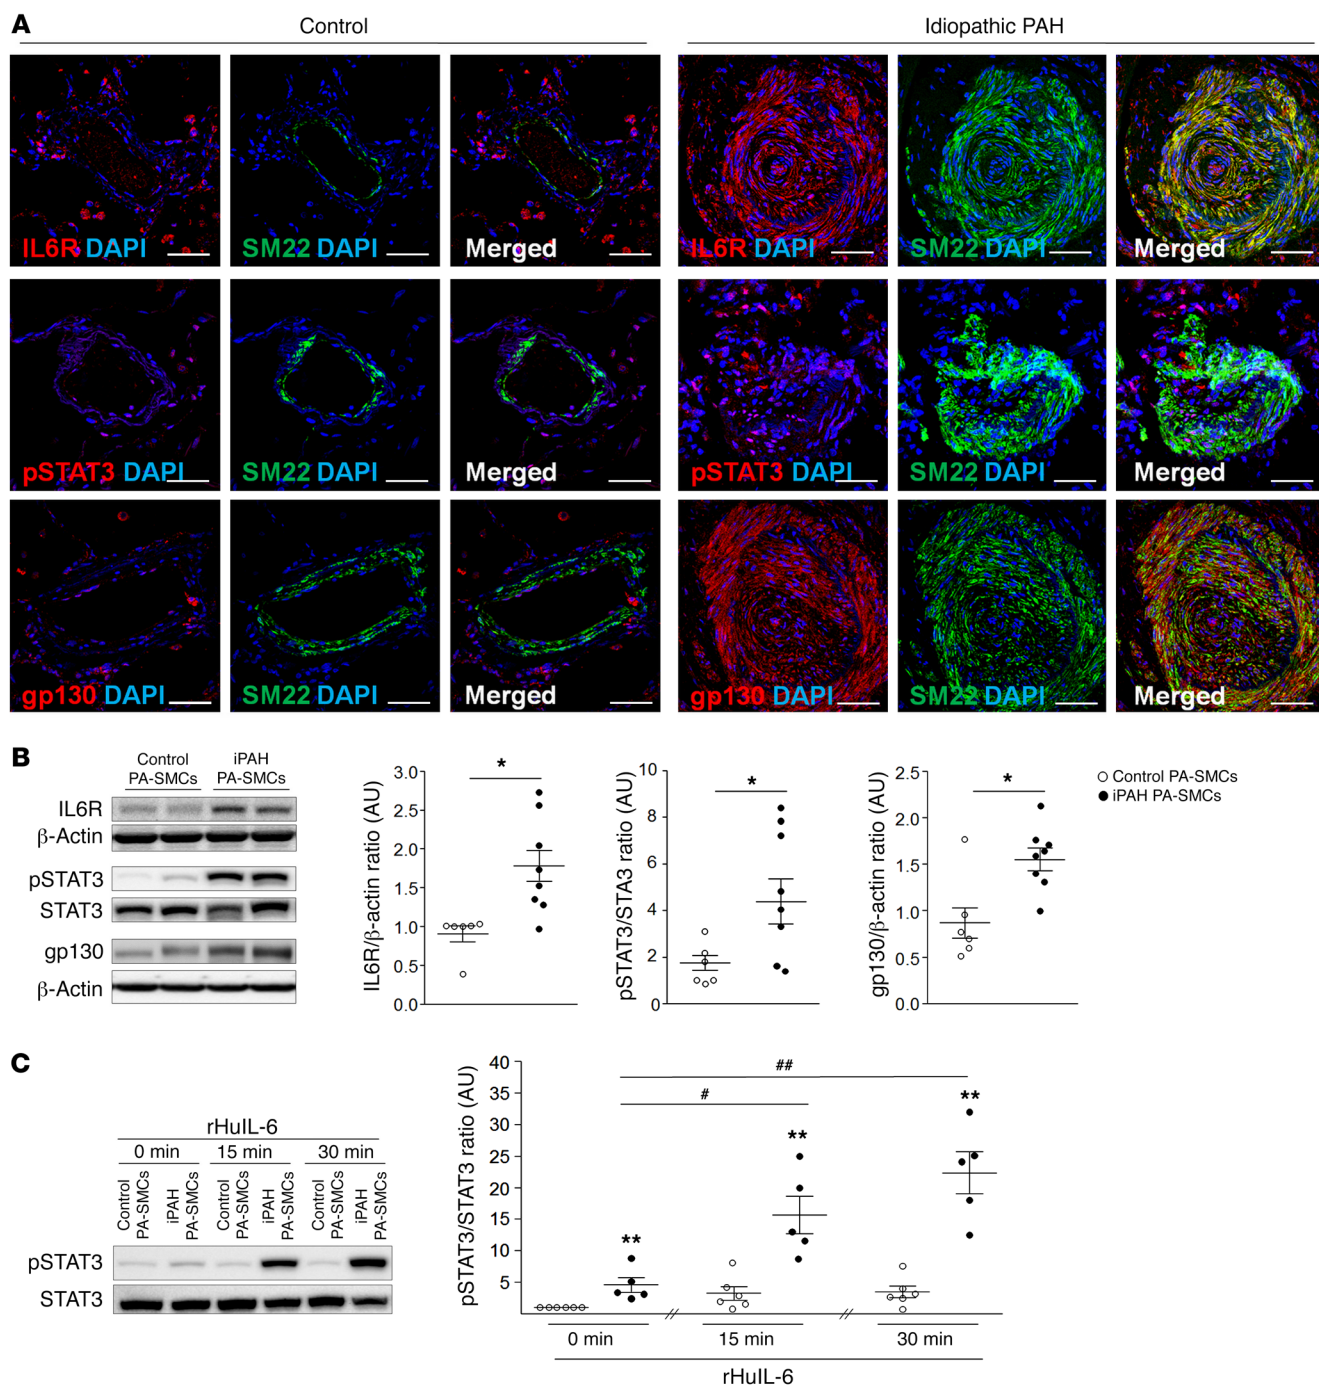 A
Control
Idiopathic PAH
IL6R DAPI
SM22 DAPI
Merged
IL6R DAPI
SM22 DAPI
Merged
pSTAT3 DAPI
SM22 DAPI
Merged
pSTAT3 DAPI
SM22 DAPI
Merged
gp130 DAPI
SM22 DAPI
Merged
gp130 DAPI
SM22 DAPI
Merged
B
Control
PA-SMCs
iPAH
PA-SMCs
IL6R
β-Actin
pSTAT3
STAT3
gp130
β-Actin
IL6R/β-actin ratio (AU)
3.0
2.5
2.0
1.5
1.0
0.5
0.0
*
pSTAT3/STA3 ratio (AU)
10
8
6
4
2
0
*
gp130/β-actin ratio (AU)
2.5
2.0
1.5
1.0
0.5
0.0
*
Control PA-SMCs
iPAH PA-SMCs
C
rHuIL-6
0 min
15 min
30 min
Control
PA-SMCs
iPAH
PA-SMCs
Control
PA-SMCs
iPAH
PA-SMCs
Control
PA-SMCs
iPAH
PA-SMCs
pSTAT3
STAT3
pSTAT3/STAT3 ratio (AU)
40
35
30
25
20
15
10
5
##
#
**
**
**
0 min
15 min
30 min
rHuIL-6